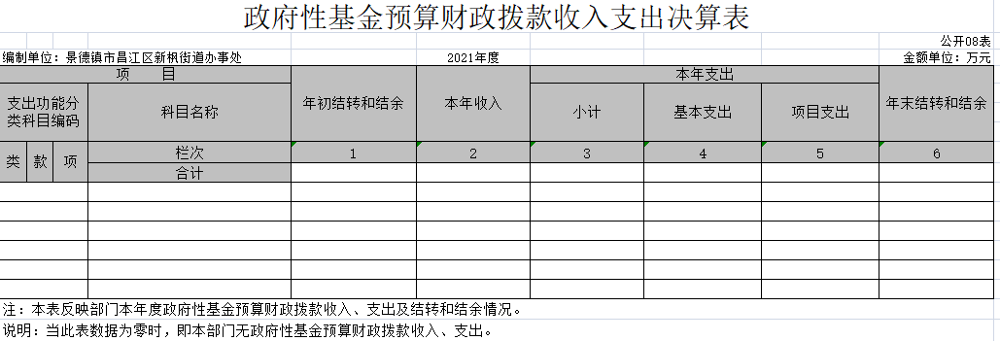 政府性基金预算财政拨款收入支出决算表
公开08表
编制单位：景德镇市昌江区新枫街道办事处 2021年度 金额单位：万元
项 目 年初结转和结余 本年收入 本年支出 年末结转和结余
支出功能分类科目编码 科目名称 小计 基本支出 项目支出
类 款 项 栏次 1 2 3 4 5 6
合计
注：本表反映部门本年度政府性基金预算财政拨款收入、支出及结转和结余情况。
说明：当此表数据为零时，即本部门无政府性基金预算财政拨款收入、支出。